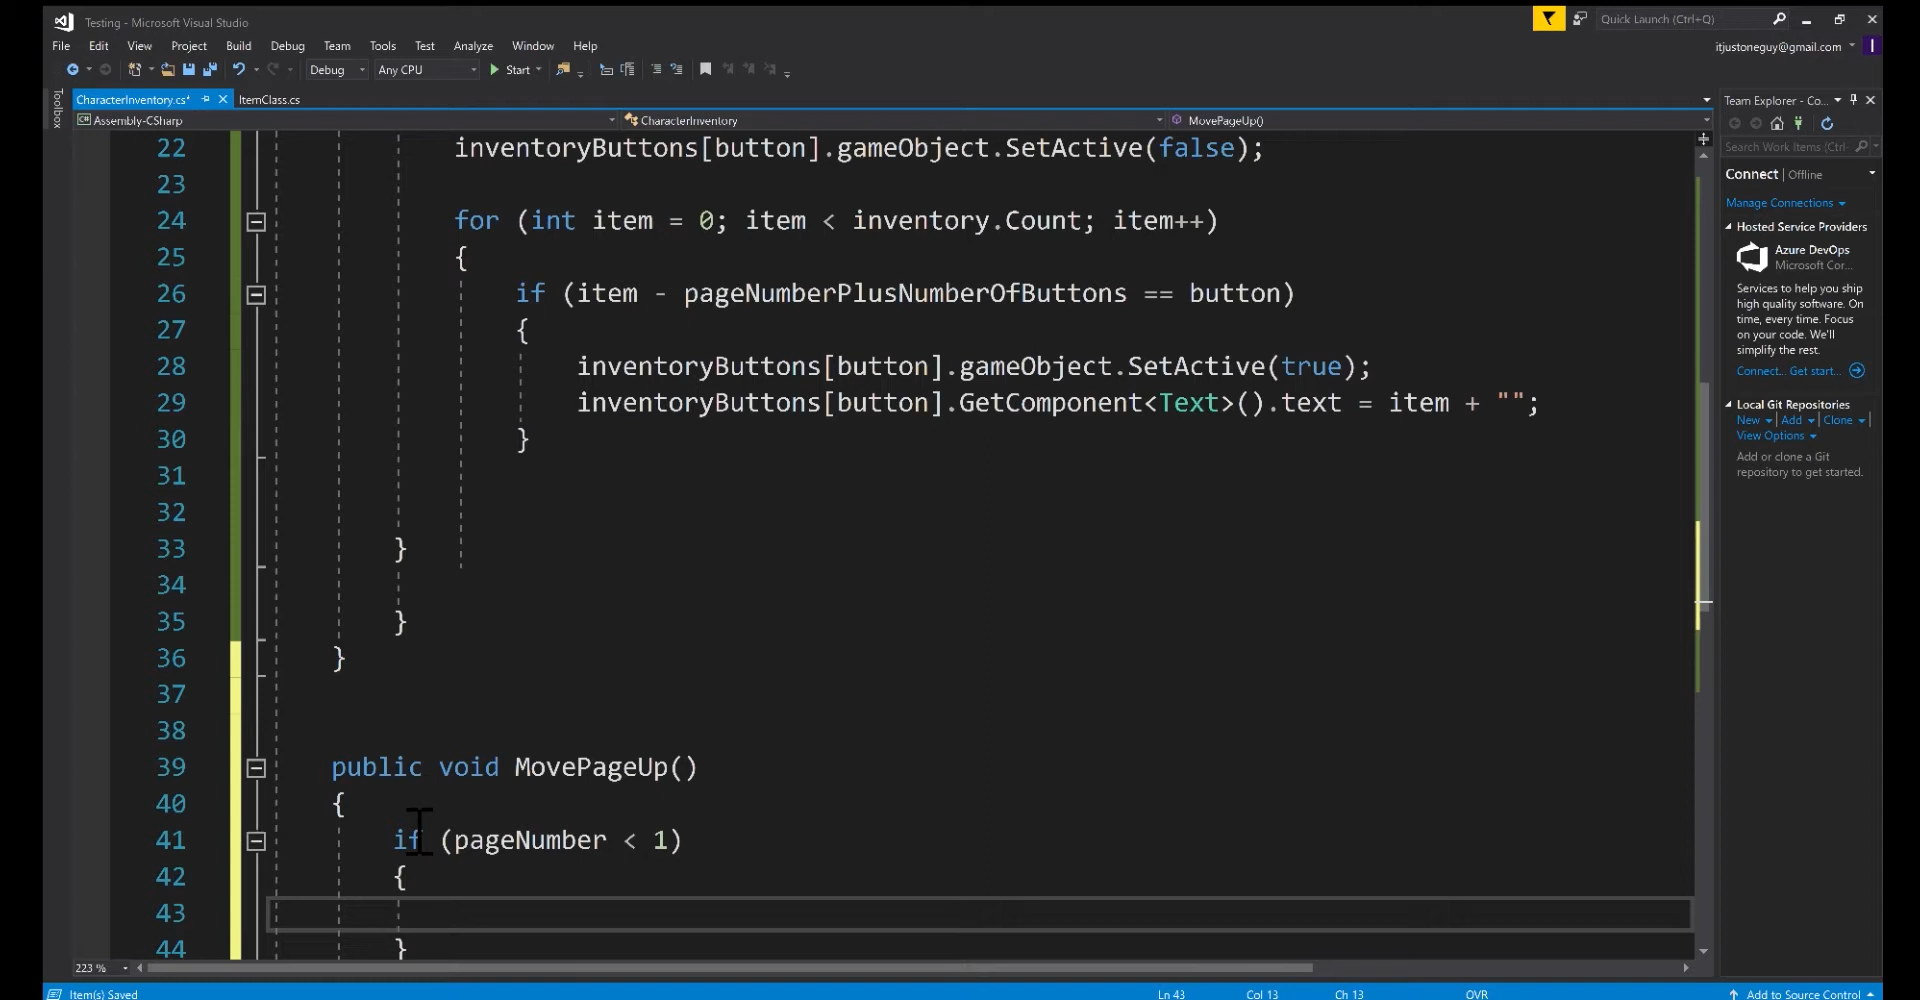 Testing - Microsoft Visual Studio
Quick Launch (Ctrl+Q)
File Edit View Project Build Debug Team Tools Test Analyze Window Help
itjustoneguy@gmail.com
I
Debug Any CPU Start
Toolbox
CharacterInventory.cs* ItemClass.cs
Team Explorer - Co...
Assembly-CSharp CharacterInventory MovePageUp()
Search Work Items (Ctrl-
22 inventoryButtons[button].gameObject.SetActive(false);
23
24 for (int item = 0; item < inventory.Count; item++)
25 {
26 if (item - pageNumberPlusNumberOfButtons == button)
27 {
28 inventoryButtons[button].gameObject.SetActive(true);
29 inventoryButtons[button].GetComponent<Text>().text = item + "";
30 }
31
32
33 }
34
35 }
36 }
37
38
39 public void MovePageUp()
40 {
41 if (pageNumber < 1)
42 {
43
44 }
Connect | Offline
Manage Connections
Hosted Service Providers
Azure DevOps
Microsoft Cor...
Services to help you ship
high quality software. On
time, every time. Focus
on your code. We'll
simplify the rest.
Connect... Get start...
Local Git Repositories
New Add Clone |
View Options
Add or clone a Git
repository to get started.
223 %
Item(s) Saved Ln 43 Col 13 Ch 13 OVR Add to Source Control